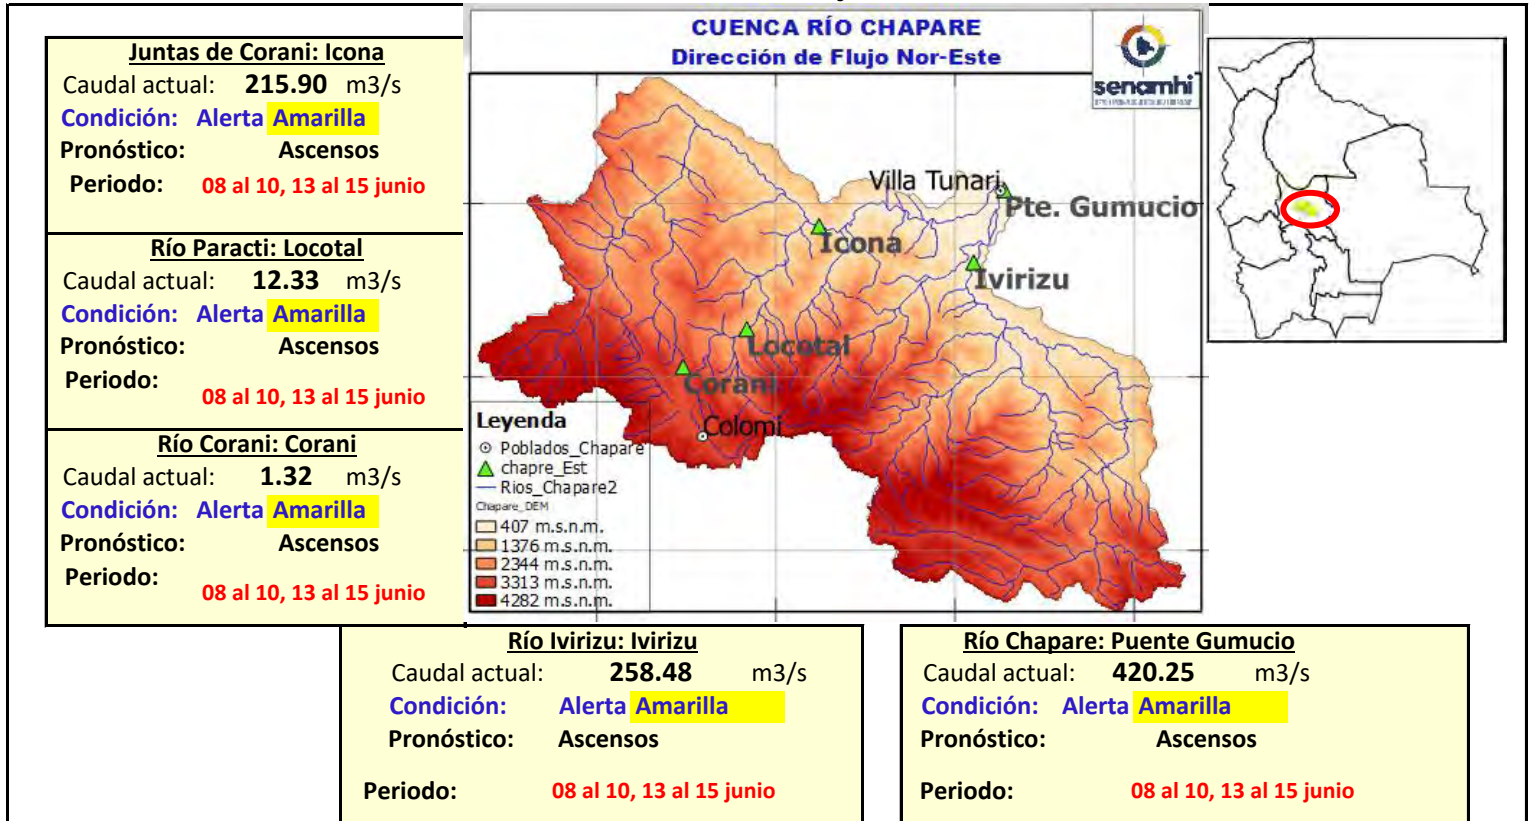 Juntas de Corani: Icona
Caudal actual: 215.90 m3/s
Condición: Alerta Amarilla
Pronóstico: Ascensos
Periodo: 08 al 10, 13 al 15 junio
Río Paracti: Locotal
Caudal actual: 12.33 m3/s
Condición: Alerta Amarilla
Pronóstico: Ascensos
Periodo:
08 al 10, 13 al 15 junio
Río Corani: Corani
Caudal actual: 1.32 m3/s
Condición: Alerta Amarilla
Pronóstico: Ascensos
Periodo:
08 al 10, 13 al 15 junio
CUENCA RÍO CHAPARE
Dirección de Flujo Nor-Este
senamhi
Villa Tunari
Pte. Gumucio
Icona
Ivirizu
Locotal
Corani
Colomi
Leyenda
Poblados_Chapare
chapre_Est
Rios_Chapare2
Chapare_DEM
407 m.s.n.m.
1376 m.s.n.m.
2344 m.s.n.m.
3313 m.s.n.m.
4282 m.s.n.m.
Río Ivirizu: Ivirizu
Caudal actual: 258.48 m3/s
Condición: Alerta Amarilla
Pronóstico: Ascensos
Periodo: 08 al 10, 13 al 15 junio
Río Chapare: Puente Gumucio
Caudal actual: 420.25 m3/s
Condición: Alerta Amarilla
Pronóstico: Ascensos
Periodo: 08 al 10, 13 al 15 junio